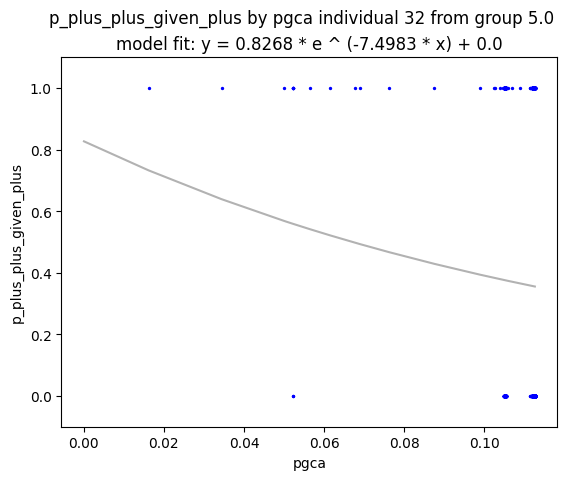 p_plus_plus_given_plus by pgca individual 32 from group 5.0
model fit: y = 0.8268 * e ^ (-7.4983 * x) + 0.0
1.0
0.8
0.6
0.4
0.2
0.0
p_plus_plus_given_plus
0.00 0.02 0.04 0.06 0.08 0.10
pgca